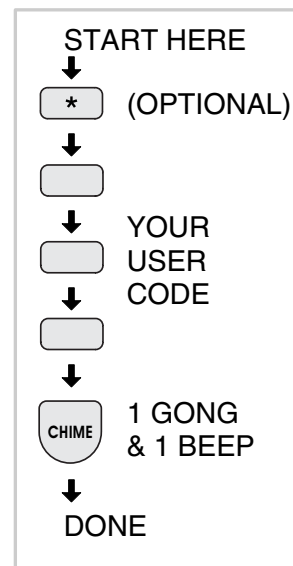 START HERE
* (OPTIONAL)
YOUR
USER
CODE
CHIME
1 GONG
& 1 BEEP
DONE